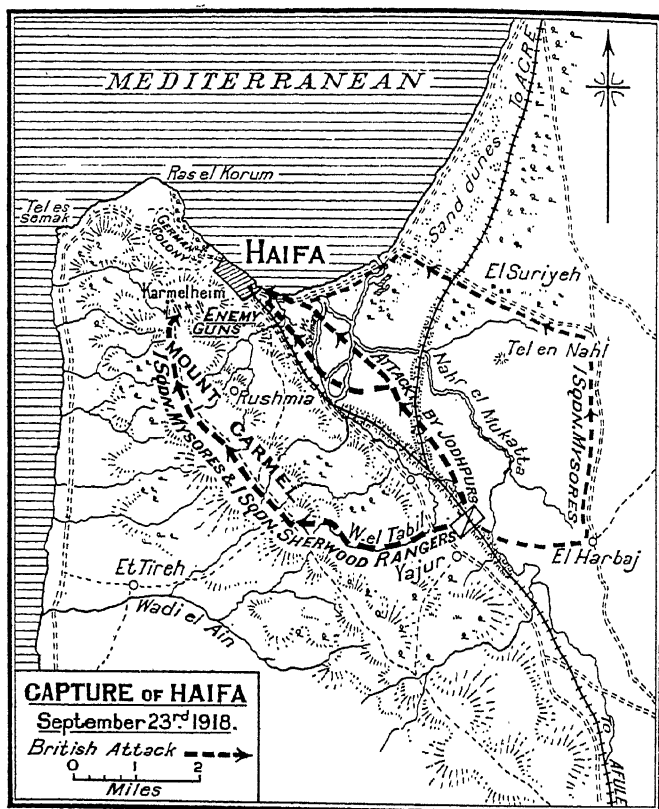 MEDITERRANEAN
To ACRE
Ras el Korum
Sand dunes
Tel es Semak
GERMAN COLONY
HAIFA
El Suriyeh
Karmelheim
ENEMY GUNS
Tel en Nahl
MOUNT CARMEL
Rushmia
ATTACK BY JODHPURS
Nahr el Mukatta
1 SQDN. MYSORES
1 SQDN. MYSORES & 1 SQDN. SHERWOOD RANGERS
W. el Tabil
El Harbaj
Yajur
Et Tireh
Wadi el Ain
CAPTURE OF HAIFA
September 23rd 1918.
British Attack
0 1 2
Miles
To AFULE